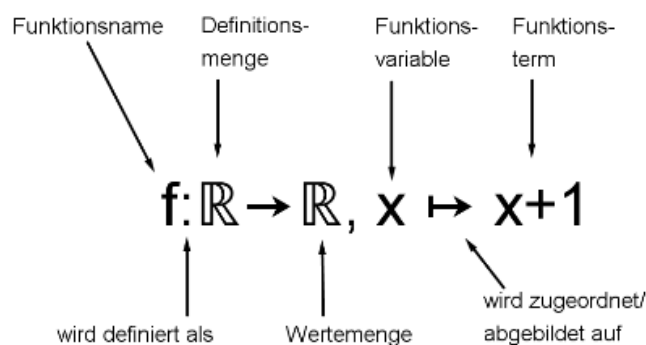 Funktionsname
Definitions-
menge
Funktions-
variable
Funktions-
term
f:ℝ → ℝ, x ↦ x+1
wird definiert als
Wertemenge
wird zugeordnet/
abgebildet auf